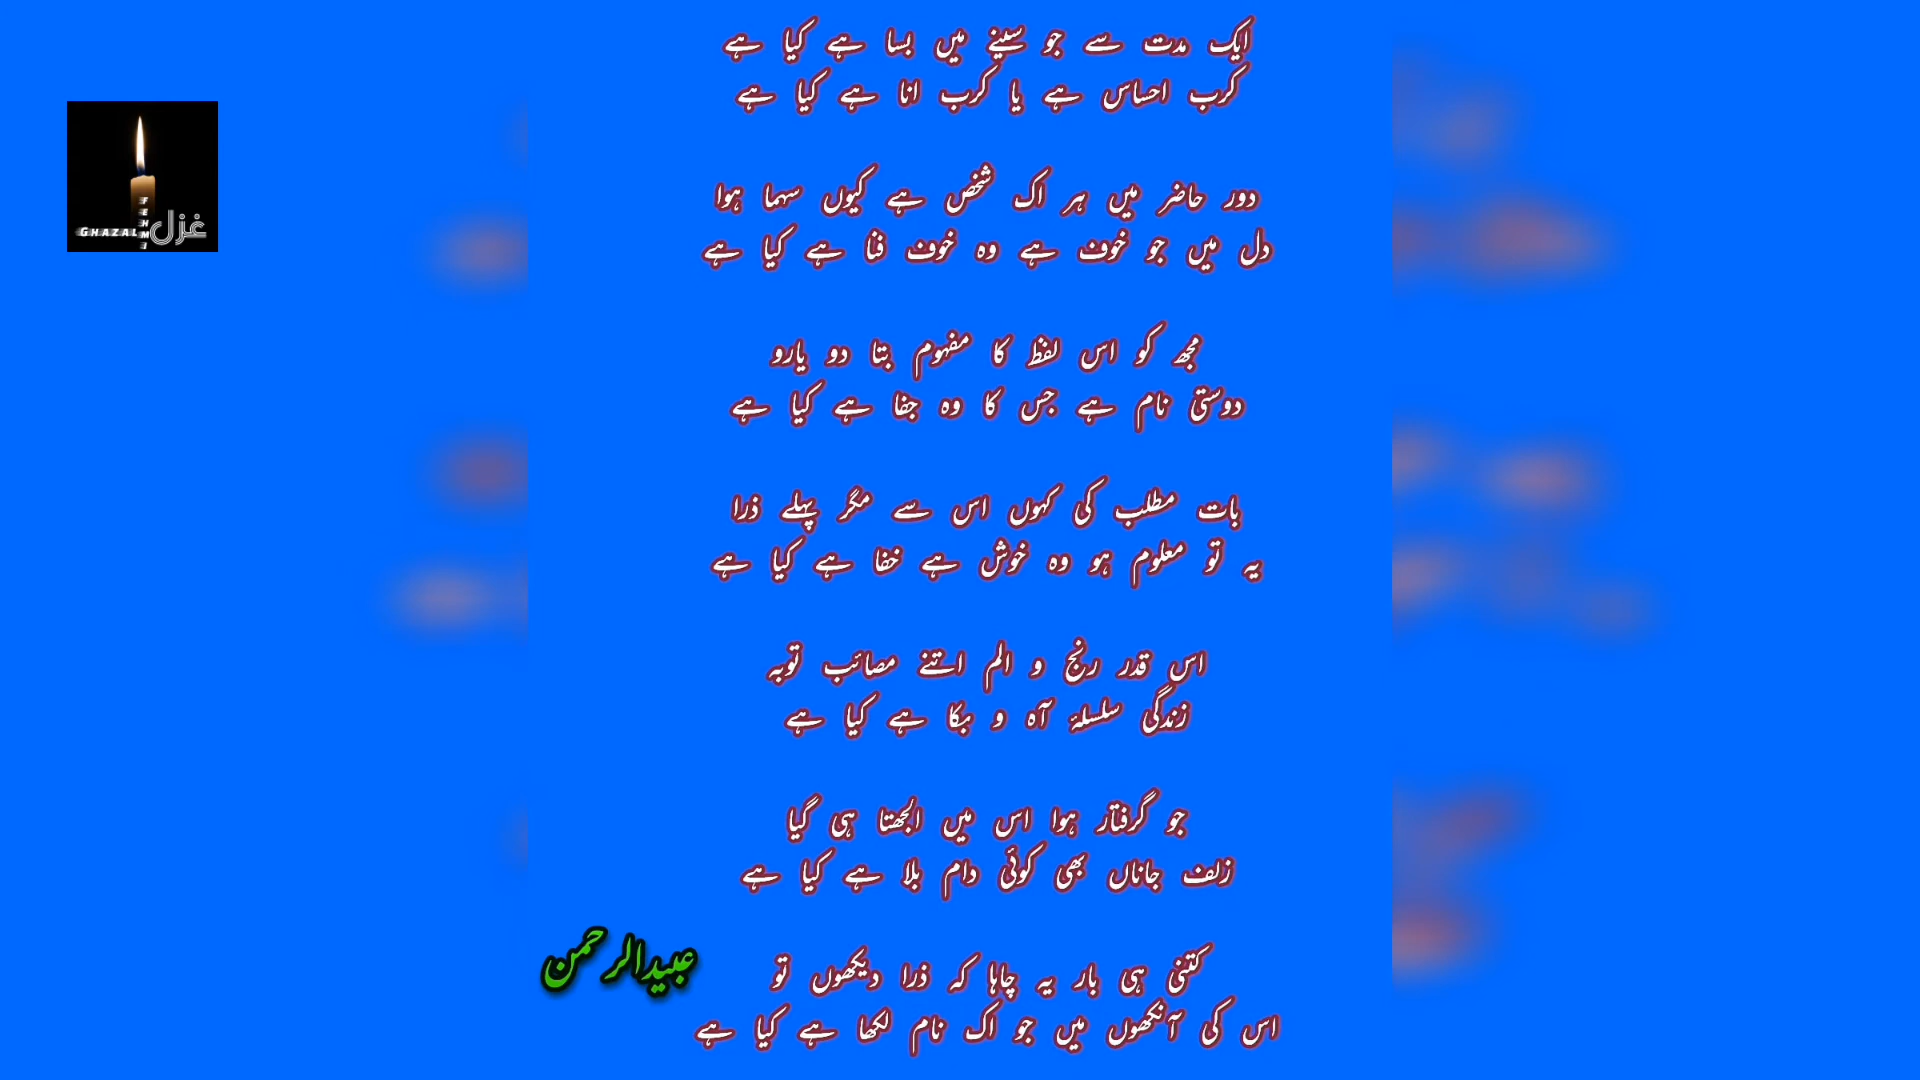 ایک مدت سے جو سینے میں بسا ہے کیا ہے
کرب احساس ہے یا کرب انا ہے کیا ہے
دور حاضر میں ہر اک شخص ہے کیوں سہما ہوا
دل میں جو خوف ہے وہ خوف فنا ہے کیا ہے
مجھ کو اس لفظ کا مفہوم بتا دو یارو
دوستی نام ہے جس کا وہ جفا ہے کیا ہے
بات مطلب کی کہوں اس سے مگر پہلے ذرا
یہ تو معلوم ہو وہ خوش ہے خفا ہے کیا ہے
اس قدر رنج و الم اتنے مصائب توبہ
زندگی سلسلۂ آہ و بکا ہے کیا ہے
جو گرفتار ہوا اس میں الجھتا ہی گیا
زلف جاناں بھی کوئی دام بلا ہے کیا ہے
کتنی ہی بار یہ چاہا کہ ذرا دیکھوں تو
اس کی آنکھوں میں جو اک نام لکھا ہے کیا ہے
عبیدالرحمن
GHAZAL غزل
FEHMI